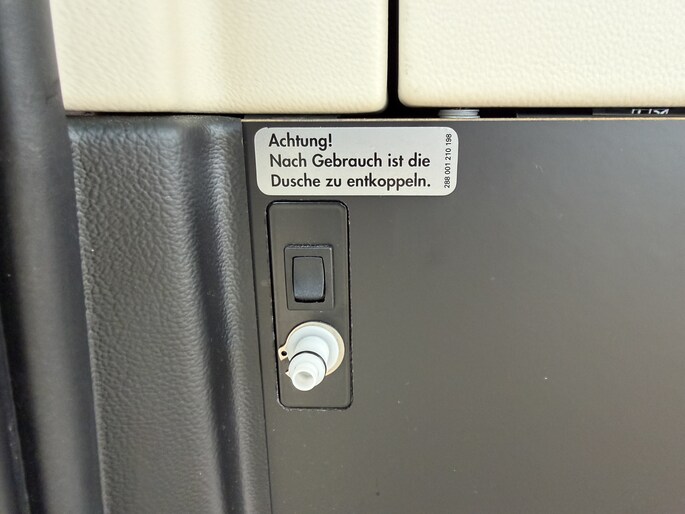 Achtung!
Nach Gebrauch ist die
Dusche zu entkoppeln.
288 001 210 198